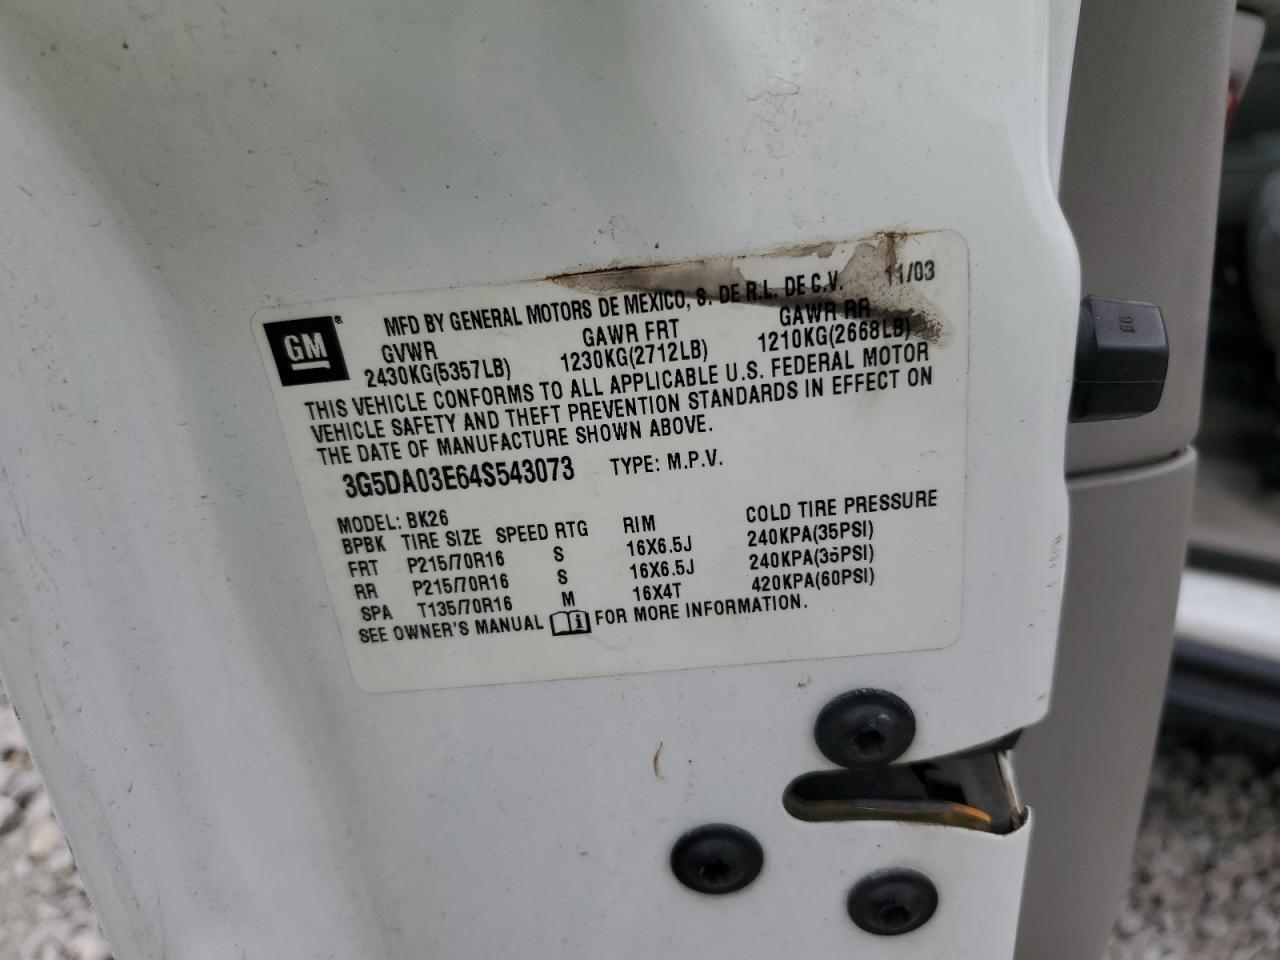 GM ®
MFD BY GENERAL MOTORS DE MEXICO, S. DE R.L. DE C.V. 11/03
GVWR GAWR FRT GAWR RR
2430KG(5357LB) 1230KG(2712LB) 1210KG(2668LB)
THIS VEHICLE CONFORMS TO ALL APPLICABLE U.S. FEDERAL MOTOR
VEHICLE SAFETY AND THEFT PREVENTION STANDARDS IN EFFECT ON
THE DATE OF MANUFACTURE SHOWN ABOVE.
3G5DA03E64S543073 TYPE: M.P.V.
MODEL: BK26
BPBK TIRE SIZE SPEED RTG RIM COLD TIRE PRESSURE
FRT P215/70R16 S 16X6.5J 240KPA(35PSI)
RR P215/70R16 S 16X6.5J 240KPA(35PSI)
SPA T135/70R16 M 16X4T 420KPA(60PSI)
SEE OWNER'S MANUAL i FOR MORE INFORMATION.